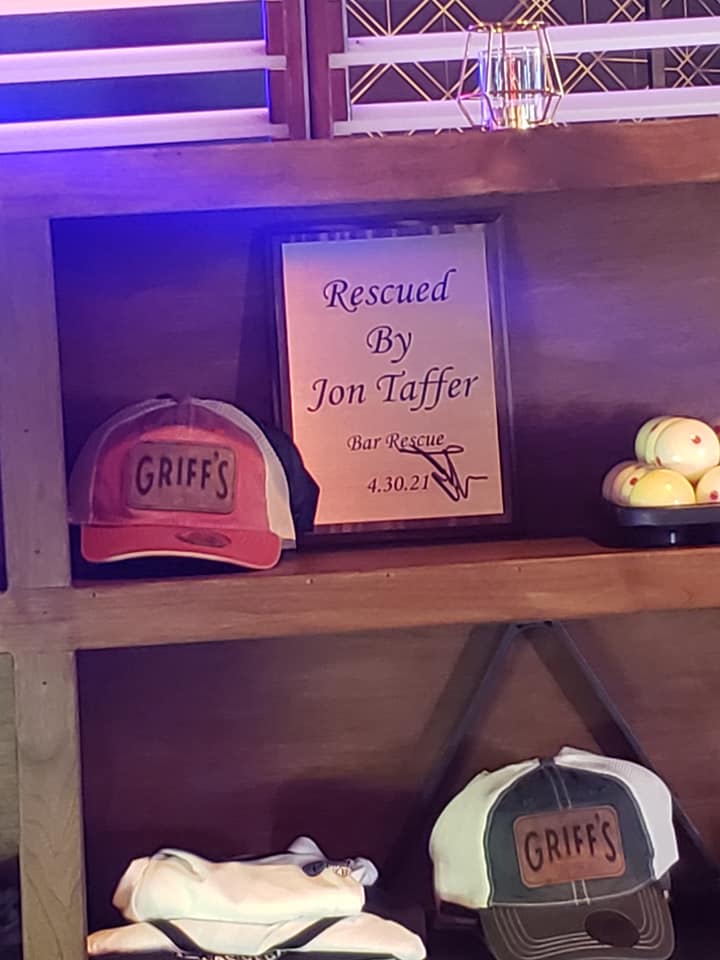 Rescued
By
Jon Taffer
Bar Rescue
4.30.21
GRIFF'S
GRIFF'S